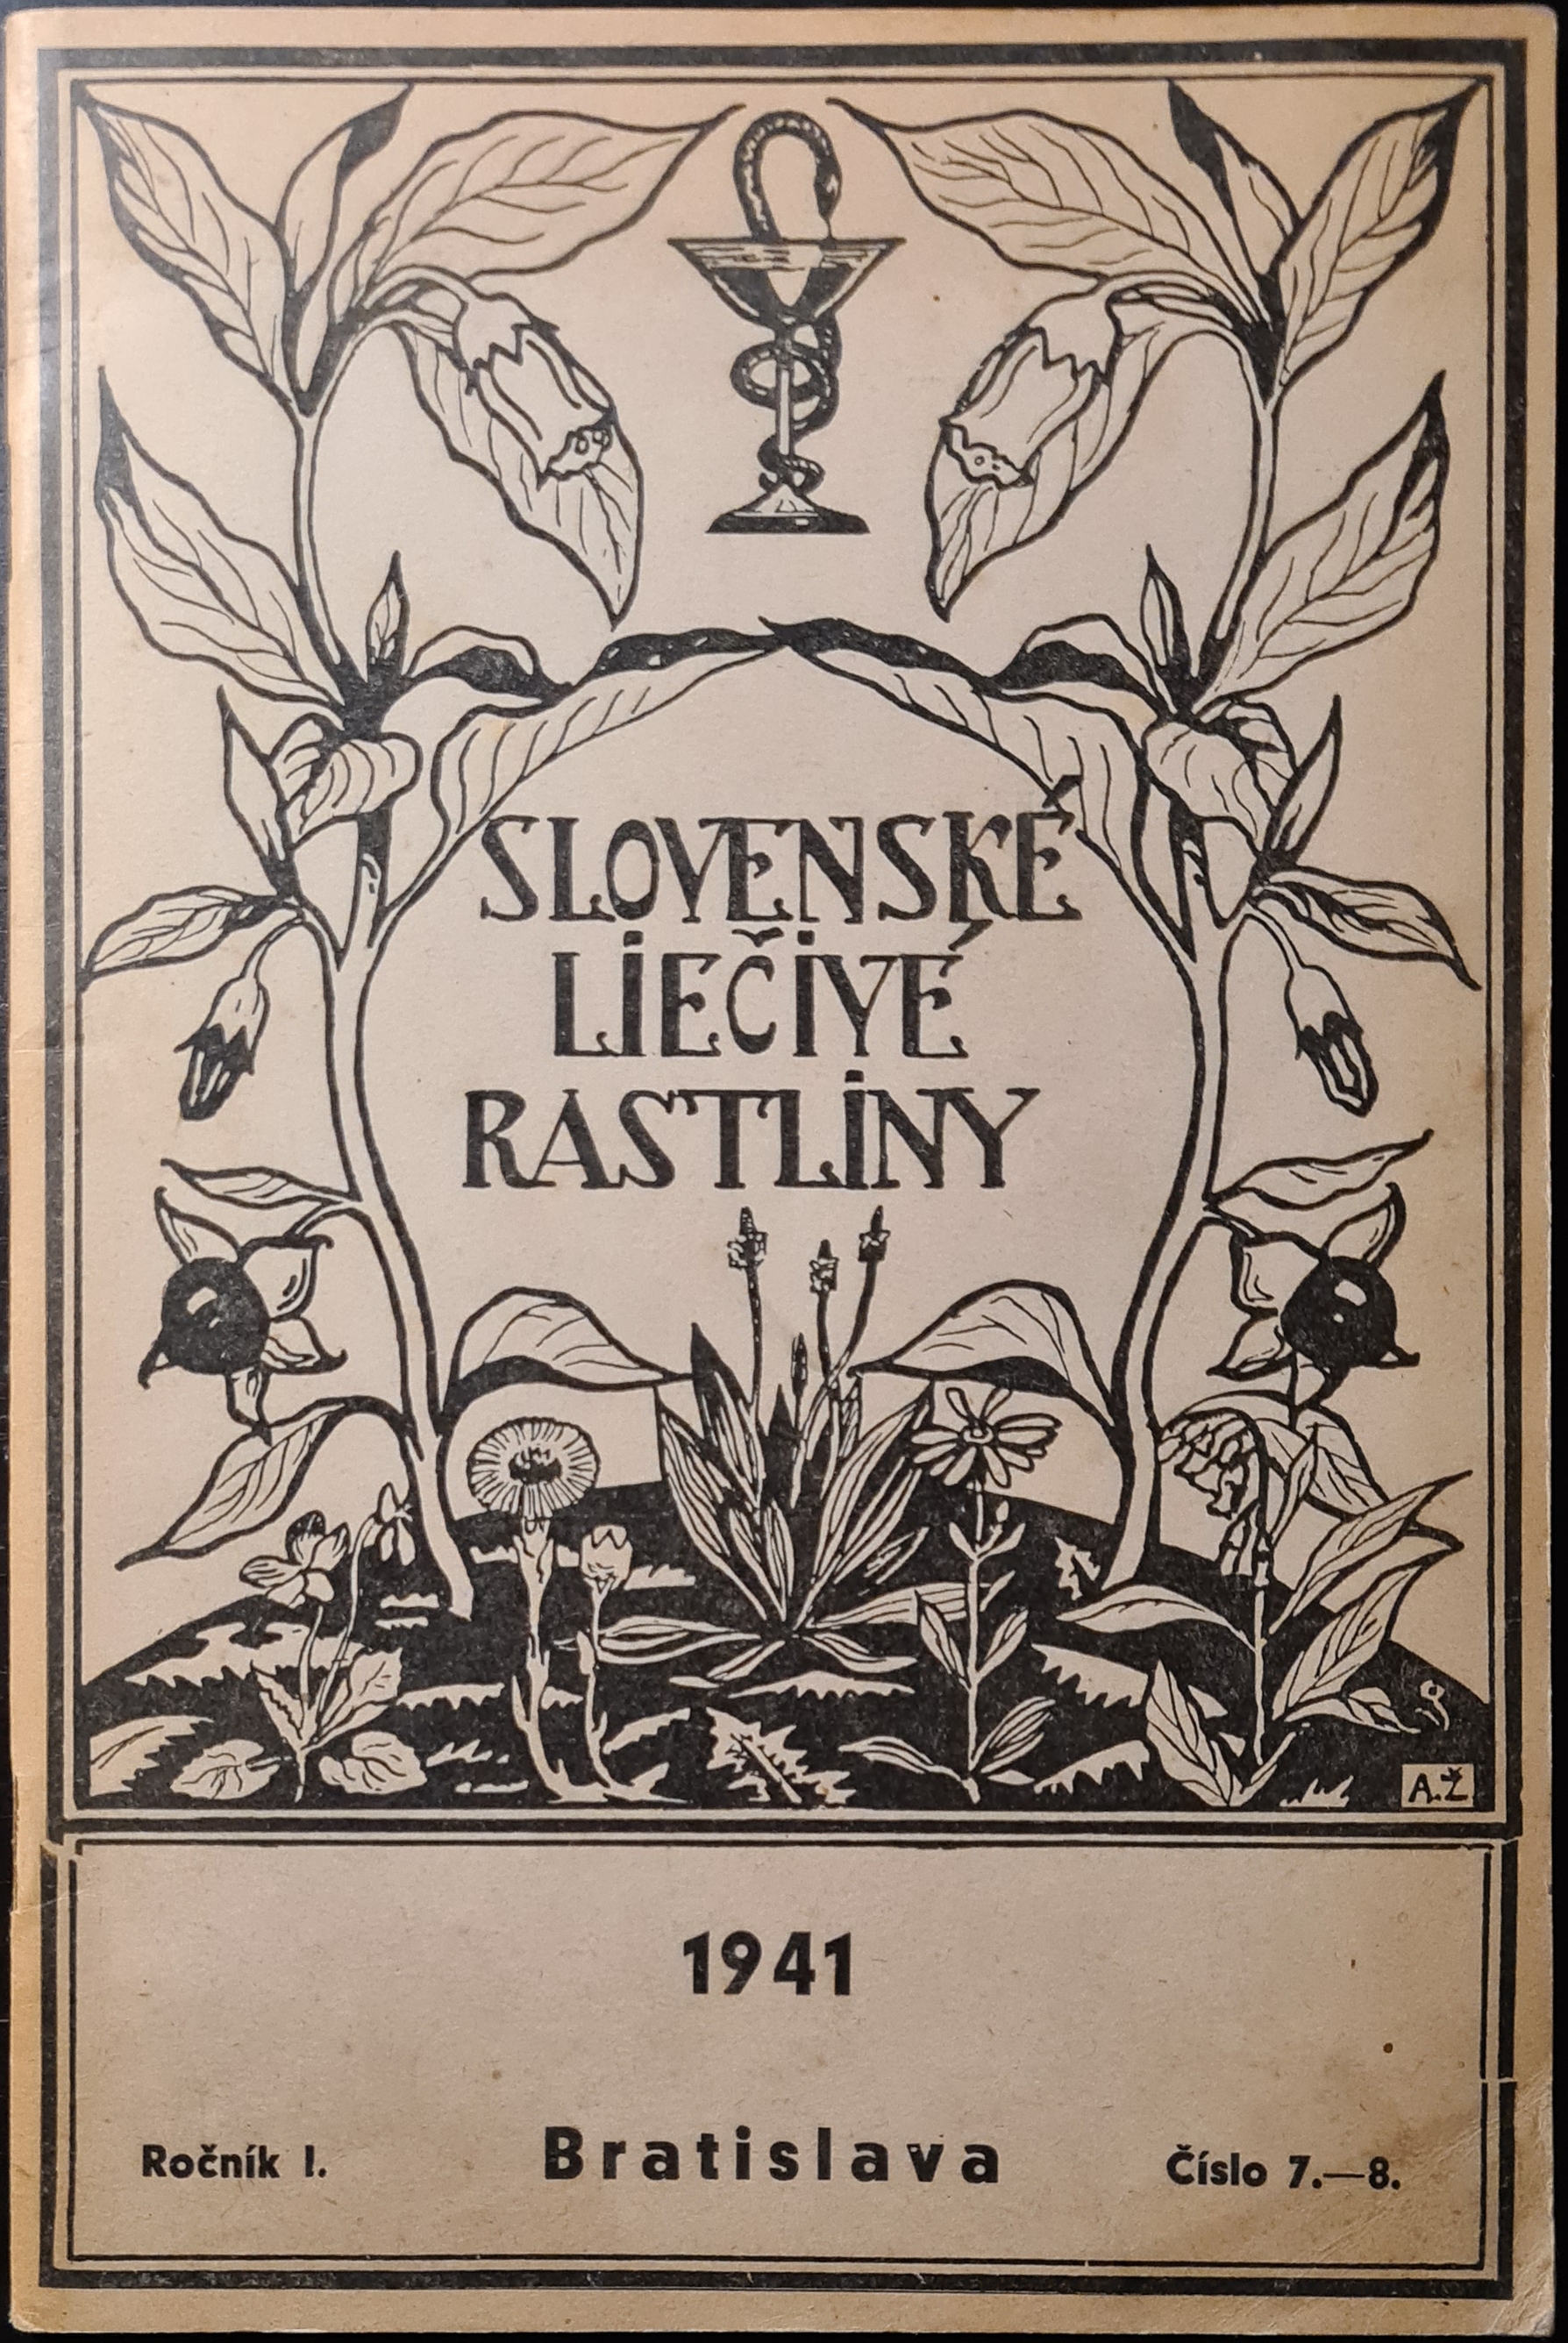 SLOVENSKÉ
LIEČIVÉ
RASTLINY
A.Ž
1941
Ročník I.
Bratislava
Číslo 7.—8.